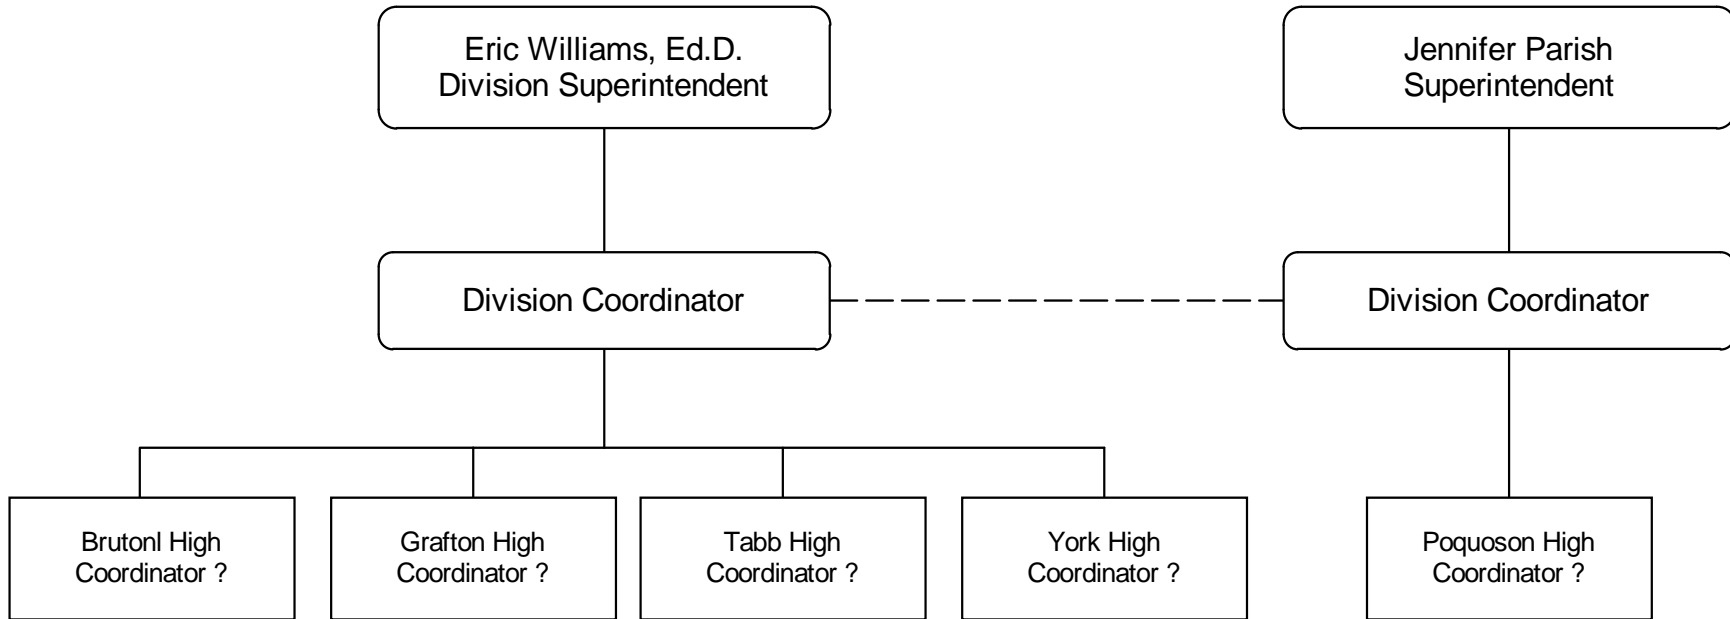 Eric Williams, Ed.D.
Division Superintendent
Jennifer Parish
Superintendent
Division Coordinator
Division Coordinator
Brutonl High
Coordinator ?
Grafton High
Coordinator ?
Tabb High
Coordinator ?
York High
Coordinator ?
Poquoson High
Coordinator ?